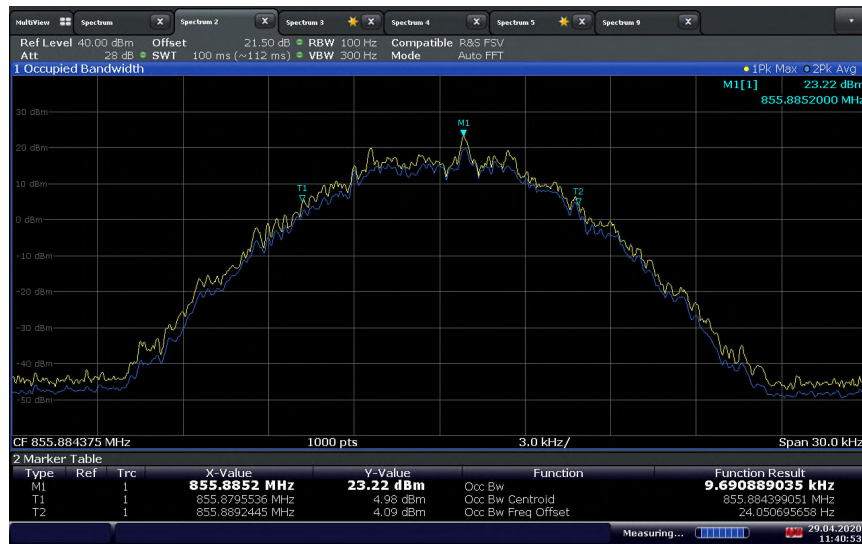 MultiView Spectrum X Spectrum 2 X Spectrum 3 X Spectrum 4 X Spectrum 5 X Spectrum 9 X
Ref Level 40.00 dBm Offset 21.50 dB RBW 100 Hz Compatible R&S FSV
Att 28 dB SWT 100 ms (~112 ms) VBW 300 Hz Mode Auto FFT
1 Occupied Bandwidth 1Pk Max 2Pk Avg
M1[1] 23.22 dBm
855.8852000 MHz
30 dBm
M1
20 dBm
10 dBm
T1 T2
0 dBm
-10 dBm
-20 dBm
-30 dBm
-40 dBm
-50 dBm
CF 855.884375 MHz 1000 pts 3.0 kHz/ Span 30.0 kHz
2 Marker Table
Type Ref Trc X-Value Y-Value Function Function Result
M1 1 855.8852 MHz 23.22 dBm Occ Bw 9.690889035 kHz
T1 1 855.8795536 MHz 4.98 dBm Occ Bw Centroid 855.884399051 MHz
T2 1 855.8892445 MHz 4.09 dBm Occ Bw Freq Offset 24.050695658 Hz
Measuring... 29.04.2020
11:40:53